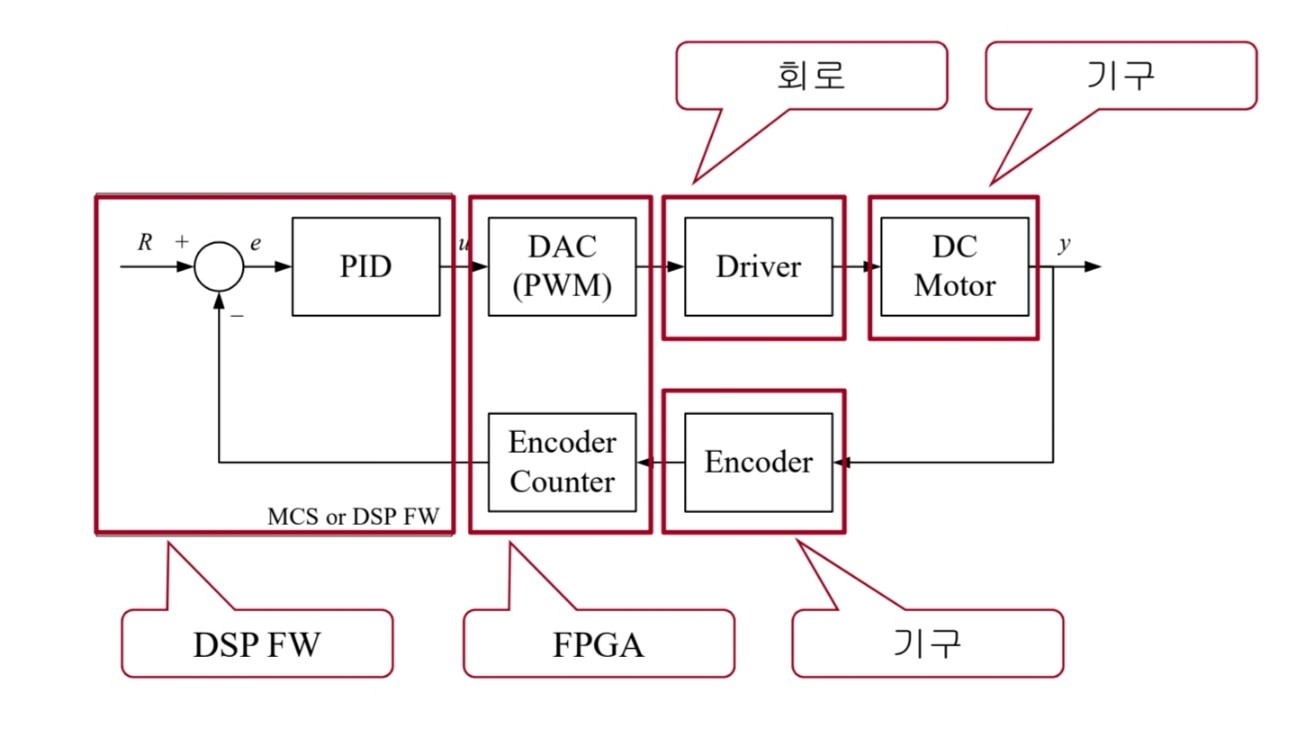 회로
기구
R
+
e
PID
u
DAC
(PWM)
Driver
DC
Motor
y
−
Encoder
Counter
Encoder
MCS or DSP FW
DSP FW
FPGA
기구